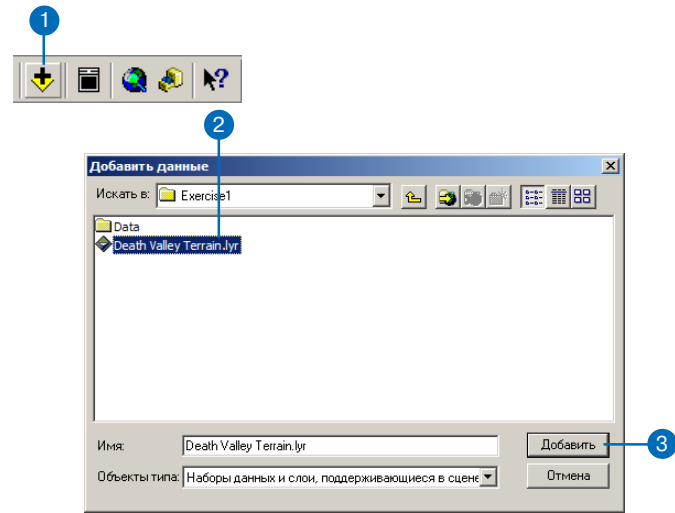 1
2
Добавить данные
Искать в: Exercise1
Data
Death Valley Terrain.lyr
Имя: Death Valley Terrain.lyr Добавить 3
Объекты типа: Наборы данных и слои, поддерживающиеся в сцене Отмена